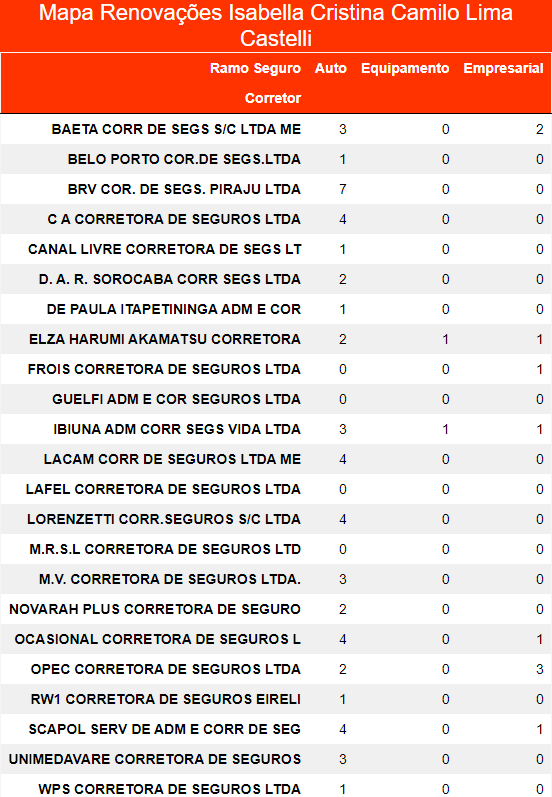 Mapa Renovações Isabella Cristina Camilo Lima
Castelli
Ramo Seguro Auto Equipamento Empresarial
Corretor
BAETA CORR DE SEGS S/C LTDA ME 3 0 2
BELO PORTO COR.DE SEGS.LTDA 1 0 0
BRV COR. DE SEGS. PIRAJU LTDA 7 0 0
C A CORRETORA DE SEGUROS LTDA 4 0 0
CANAL LIVRE CORRETORA DE SEGS LT 1 0 0
D. A. R. SOROCABA CORR SEGS LTDA 2 0 0
DE PAULA ITAPETININGA ADM E COR 1 0 0
ELZA HARUMI AKAMATSU CORRETORA 2 1 1
FROIS CORRETORA DE SEGUROS LTDA 0 0 1
GUELFI ADM E COR SEGUROS LTDA 0 0 0
IBIUNA ADM CORR SEGS VIDA LTDA 3 1 1
LACAM CORR DE SEGUROS LTDA ME 4 0 0
LAFEL CORRETORA DE SEGUROS LTDA 0 0 0
LORENZETTI CORR.SEGUROS S/C LTDA 4 0 0
M.R.S.L CORRETORA DE SEGUROS LTD 0 0 0
M.V. CORRETORA DE SEGUROS LTDA. 3 0 0
NOVARAH PLUS CORRETORA DE SEGURO 2 0 0
OCASIONAL CORRETORA DE SEGUROS L 4 0 1
OPEC CORRETORA DE SEGUROS LTDA 2 0 3
RW1 CORRETORA DE SEGUROS EIRELI 1 0 0
SCAPOL SERV DE ADM E CORR DE SEG 4 0 1
UNIMEDAVARE CORRETORA DE SEGUROS 3 0 0
WPS CORRETORA DE SEGUROS LTDA 1 0 0